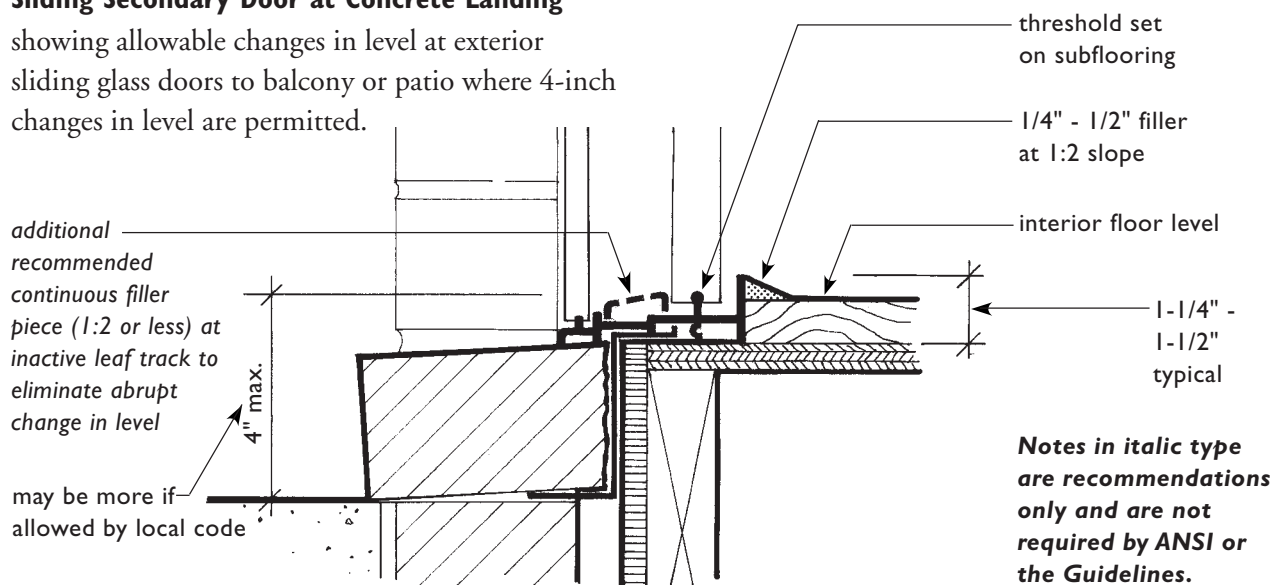 Sliding Secondary Door at Concrete Landing
showing allowable changes in level at exterior
sliding glass doors to balcony or patio where 4-inch
changes in level are permitted.
threshold set
on subflooring
1/4" - 1/2" filler
at 1:2 slope
interior floor level
1-1/4" -
1-1/2"
typical
additional
recommended
continuous filler
piece (1:2 or less) at
inactive leaf track to
eliminate abrupt
change in level
4" max.
may be more if
allowed by local code
Notes in italic type
are recommendations
only and are not
required by ANSI or
the Guidelines.